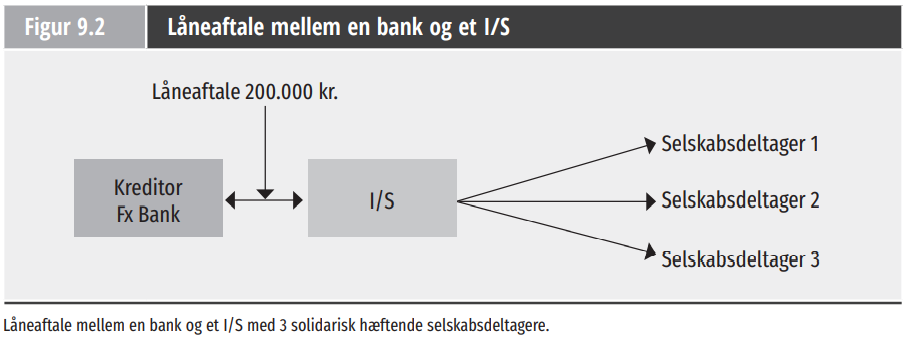 Figur 9.2
Låneaftale mellem en bank og et I/S
Låneaftale 200.000 kr.
Kreditor
Fx Bank
I/S
Selskabsdeltager 1
Selskabsdeltager 2
Selskabsdeltager 3
Låneaftale mellem en bank og et I/S med 3 solidarisk hæftende selskabsdeltagere.